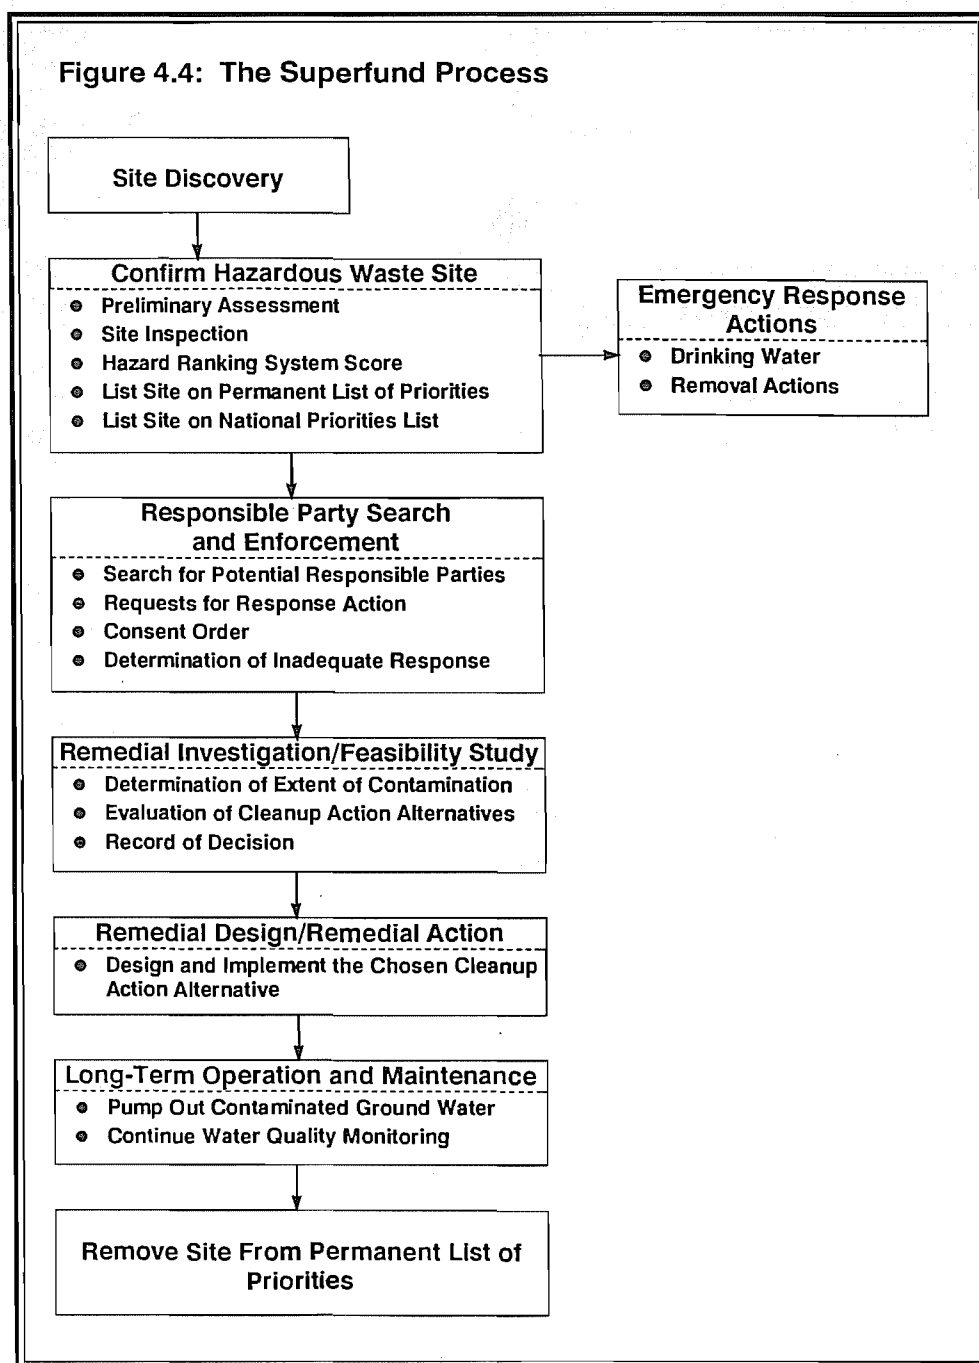 Figure 4.4: The Superfund Process
Site Discovery
Confirm Hazardous Waste Site
Preliminary Assessment
Site Inspection
Hazard Ranking System Score
List Site on Permanent List of Priorities
List Site on National Priorities List
Emergency Response
Actions
Drinking Water
Removal Actions
Responsible Party Search
and Enforcement
Search for Potential Responsible Parties
Requests for Response Action
Consent Order
Determination of Inadequate Response
Remedial Investigation/Feasibility Study
Determination of Extent of Contamination
Evaluation of Cleanup Action Alternatives
Record of Decision
Remedial Design/Remedial Action
Design and Implement the Chosen Cleanup
Action Alternative
Long-Term Operation and Maintenance
Pump Out Contaminated Ground Water
Continue Water Quality Monitoring
Remove Site From Permanent List of
Priorities